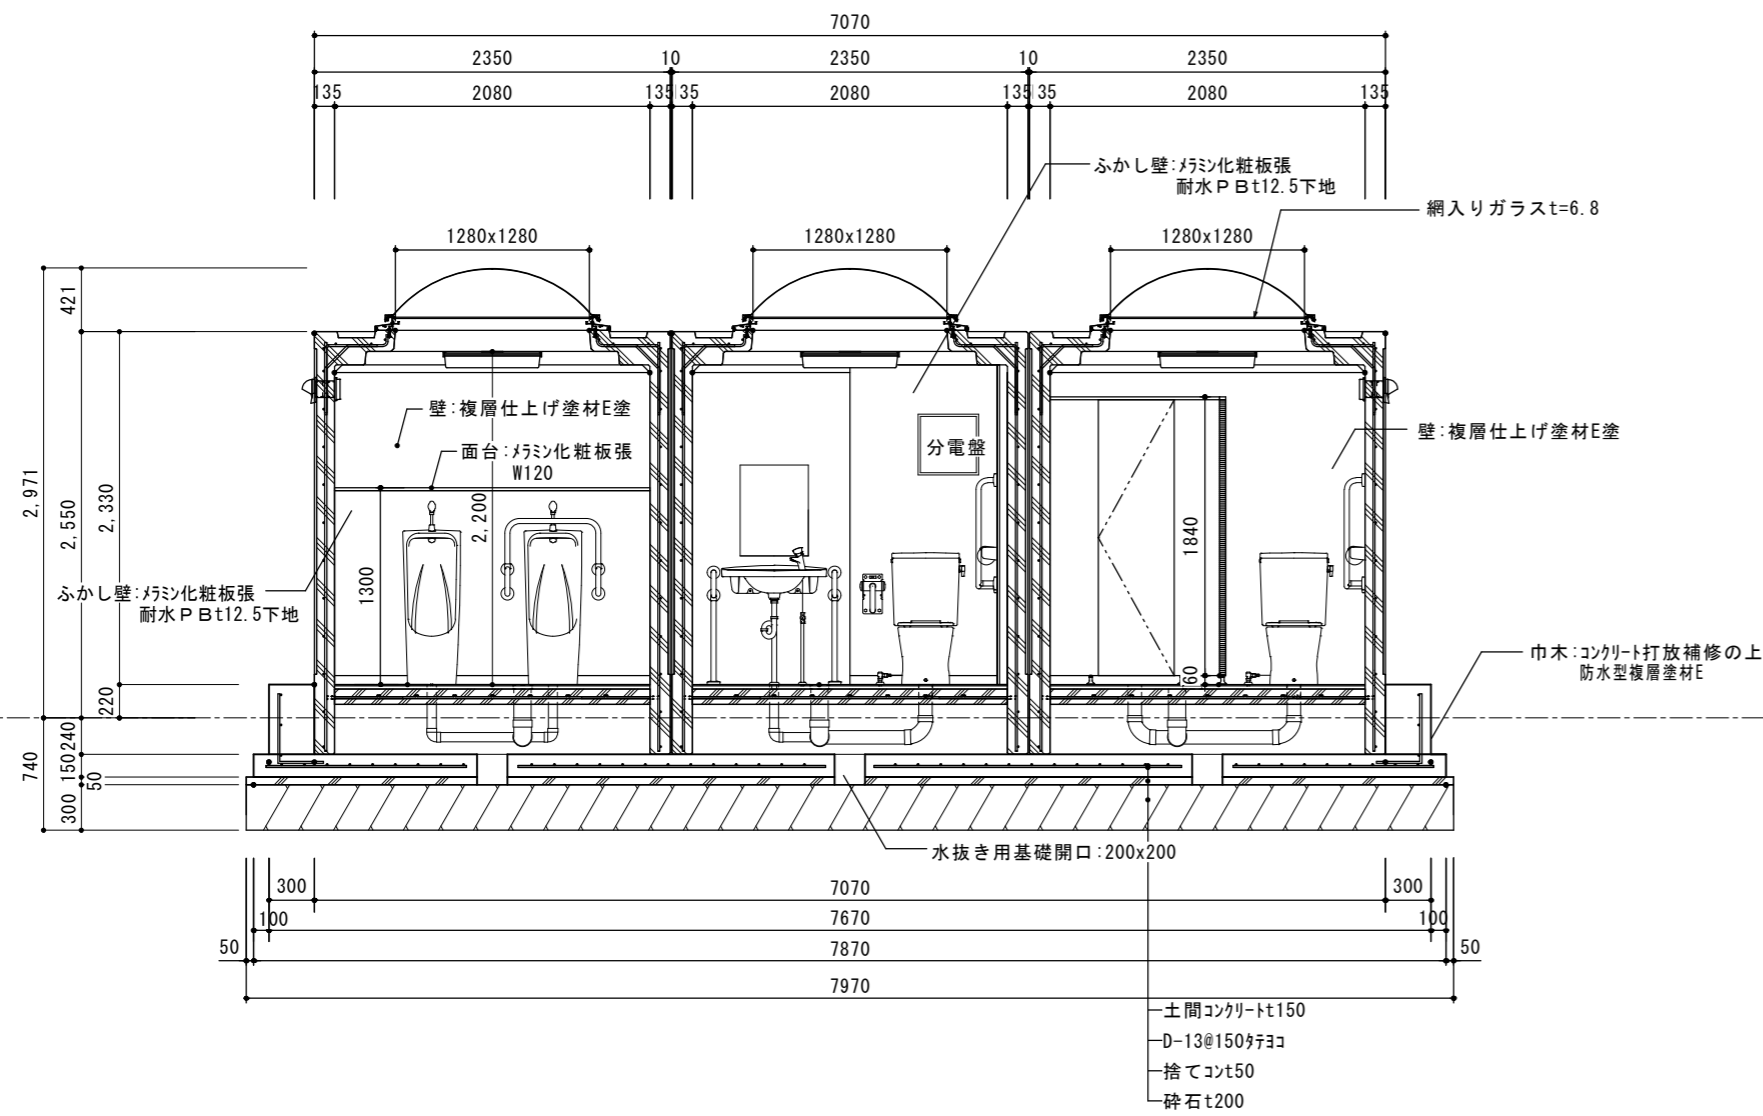 7070
2350 10 2350 10 2350
135 2080 135 135 2080 135 135 2080 135
ふかし壁:ﾒﾗﾐﾝ化粧板張
耐水ＰＢt12.5下地
網入りガラスt=6.8
1280x1280 1280x1280 1280x1280
421
2,971
2,550
2,330
壁:複層仕上げ塗材E塗
面台:ﾒﾗﾐﾝ化粧板張
W120
2,200
1300
分電盤
1840
60
壁:複層仕上げ塗材E塗
ふかし壁:ﾒﾗﾐﾝ化粧板張
耐水ＰＢt12.5下地
巾木:ｺﾝｸﾘｰﾄ打放補修の上
防水型複層塗材E
220
740
240
150
50
300
水抜き用基礎開口:200x200
300 7070 300
100 7670 100
50 7870 50
7970
土間ｺﾝｸﾘｰﾄt150
D-13@150ﾀﾃﾖｺ
捨てｺﾝt50
砕石t200